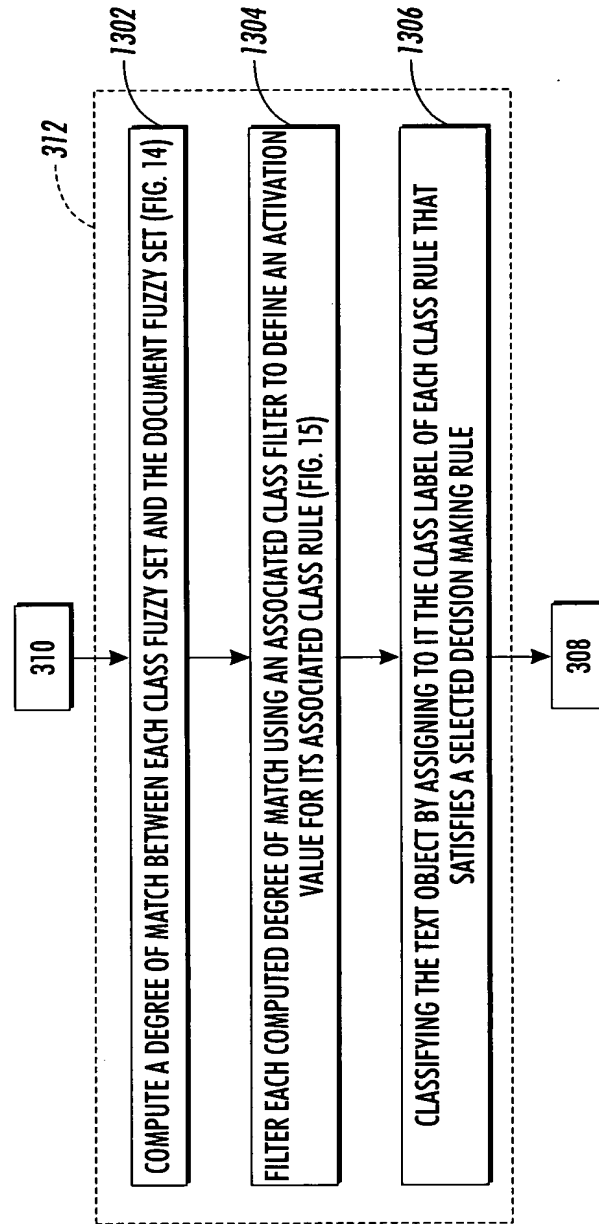 310
312
COMPUTE A DEGREE OF MATCH BETWEEN EACH CLASS FUZZY SET AND THE DOCUMENT FUZZY SET (FIG. 14)
1302
FILTER EACH COMPUTED DEGREE OF MATCH USING AN ASSOCIATED CLASS FILTER TO DEFINE AN ACTIVATION
VALUE FOR ITS ASSOCIATED CLASS RULE (FIG. 15)
1304
CLASSIFYING THE TEXT OBJECT BY ASSIGNING TO IT THE CLASS LABEL OF EACH CLASS RULE THAT
SATISFIES A SELECTED DECISION MAKING RULE
1306
308